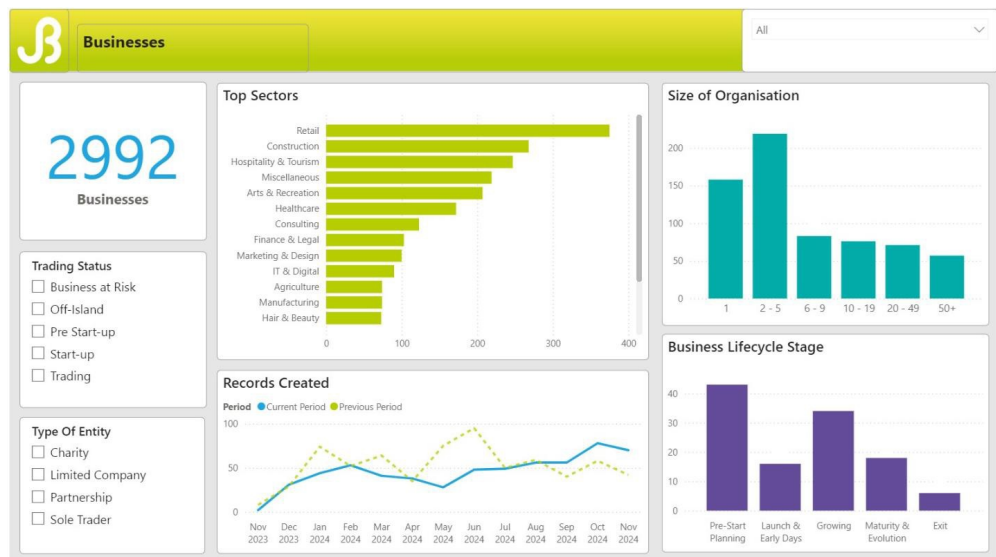 JB
Businesses
All
2992
Businesses
Trading Status
Business at Risk
Off-Island
Pre Start-up
Start-up
Trading
Type Of Entity
Charity
Limited Company
Partnership
Sole Trader
Top Sectors
Retail
Construction
Hospitality & Tourism
Miscellaneous
Arts & Recreation
Healthcare
Consulting
Finance & Legal
Marketing & Design
IT & Digital
Agriculture
Manufacturing
Hair & Beauty
0 100 200 300 400
Records Created
Period Current Period Previous Period
100
50
0
Nov Dec Jan Feb Mar Apr May Jun Jul Aug Sep Oct Nov
2023 2023 2024 2024 2024 2024 2024 2024 2024 2024 2024 2024 2024
Size of Organisation
200
150
100
50
0
1 2 - 5 6 - 9 10 - 19 20 - 49 50+
Business Lifecycle Stage
40
30
20
10
0
Pre-Start Launch & Growing Maturity & Exit
Planning Early Days Evolution